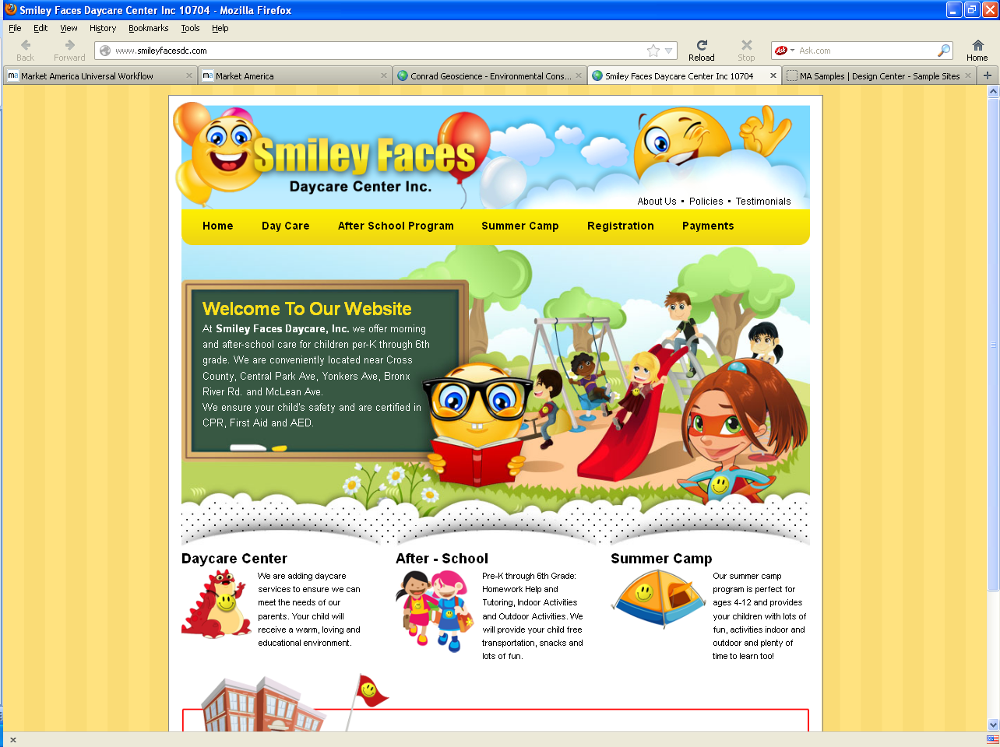 Smiley Faces Daycare Center Inc 10704 - Mozilla Firefox
File Edit View History Bookmarks Tools Help
Back Forward www.smileyfacesdc.com Reload Stop Ask Ask.com Home
ma Market America Universal Workflow ma Market America Conrad Geoscience - Environmental Cons... Smiley Faces Daycare Center Inc 10704 MA Samples | Design Center - Sample Sites
Smiley Faces
Daycare Center Inc.
About Us • Policies • Testimonials
Home Day Care After School Program Summer Camp Registration Payments
Welcome To Our Website
At Smiley Faces Daycare, Inc. we offer morning
and after-school care for children per-K through 6th
grade. We are conveniently located near Cross
County, Central Park Ave, Yonkers Ave, Bronx
River Rd. and McLean Ave.
We ensure your child's safety and are certified in
CPR, First Aid and AED.
Daycare Center
We are adding daycare
services to ensure we can
meet the needs of our
parents. Your child will
receive a warm, loving and
educational environment.
After - School
Pre-K through 6th Grade:
Homework Help and
Tutoring, Indoor Activities
and Outdoor Activities. We
will provide your child free
transportation, snacks and
lots of fun.
Summer Camp
Our summer camp
program is perfect for
ages 4-12 and provides
your children with lots of
fun, activities indoor and
outdoor and plenty of
time to learn too!